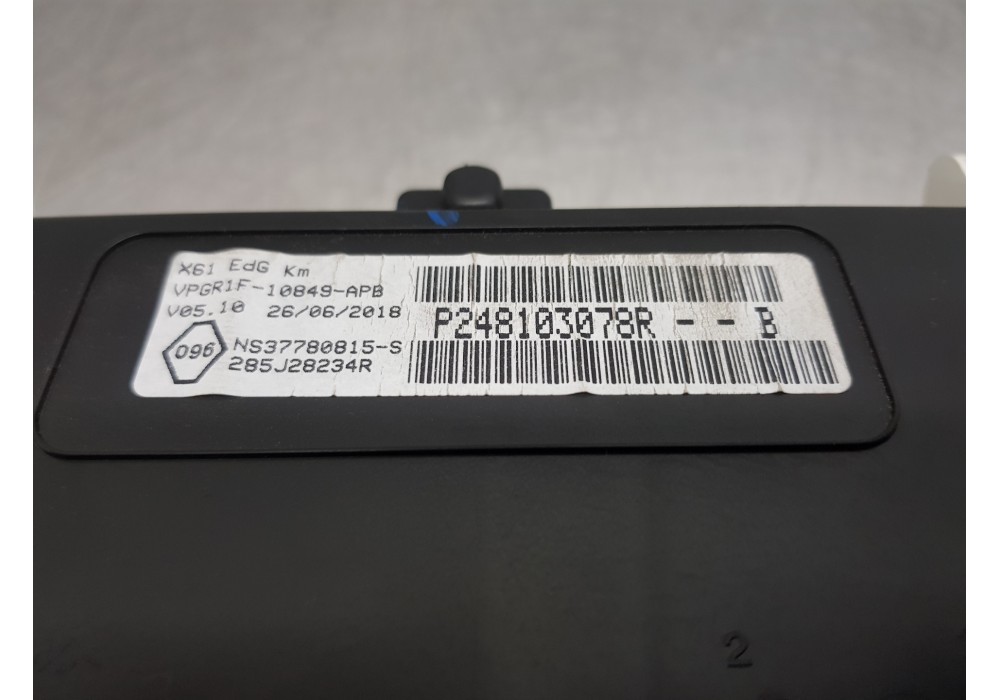 X61 EdG Km
VPGR1F-10849-APB
V05.10 26/06/2018
096
NS37780815-S
285J28234R
P248103078R - - B
2